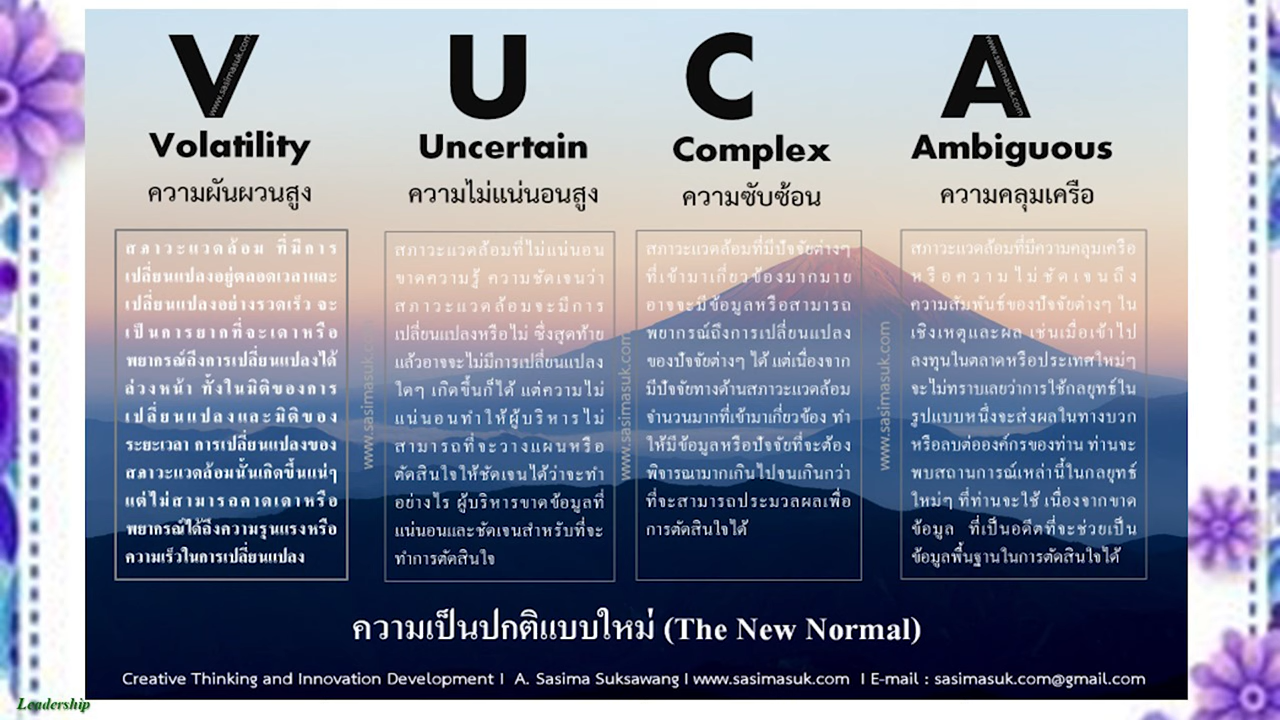 V
www.sasimasuk.com
U
C
A
www.sasimasuk.com
Volatility
Uncertain
Complex
Ambiguous
ความผันผวนสูง
ความไม่แน่นอนสูง
ความซับซ้อน
ความคลุมเครือ
สภาวะแวดล้อม ที่มีการ
เปลี่ยนแปลงอยู่ตลอดเวลาและ
เปลี่ยนแปลงอย่างรวดเร็ว จะ
เป็นการยากที่จะเดาหรือ
พยากรณ์ถึงการเปลี่ยนแปลงได้
ล่วงหน้า ทั้งในมิติของการ
เปลี่ยนแปลงและมิติของ
ระยะเวลา การเปลี่ยนแปลงของ
สภาวะแวดล้อมนั้นเกิดขึ้นแน่ๆ
แต่ไม่สามารถคาดเดาหรือ
พยากรณ์ได้ถึงความรุนแรงหรือ
ความเร็วในการเปลี่ยนแปลง
www.sasimasuk.com
สภาวะแวดล้อมที่ไม่แน่นอน
ขาดความรู้ ความชัดเจนว่า
สภาวะแวดล้อมจะมีการ
เปลี่ยนแปลงหรือไม่ ซึ่งสุดท้าย
แล้วอาจจะไม่มีการเปลี่ยนแปลง
ใดๆ เกิดขึ้นก็ได้ แต่ความไม่
แน่นอนทำให้ผู้บริหารไม่
สามารถที่จะวางแผนหรือ
ตัดสินใจให้ชัดเจนได้ว่าจะทำ
อย่างไร ผู้บริหารขาดข้อมูลที่
แน่นอนและชัดเจนสำหรับที่จะ
ทำการตัดสินใจ
www.sasimasuk.com
สภาวะแวดล้อมที่มีปัจจัยต่างๆ
ที่เข้ามาเกี่ยวข้องมากมาย
อาจจะมีข้อมูลหรือสามารถ
พยากรณ์ถึงการเปลี่ยนแปลง
ของปัจจัยต่างๆ ได้ แต่เนื่องจาก
มีปัจจัยทางด้านสภาวะแวดล้อม
จำนวนมากที่เข้ามาเกี่ยวข้อง ทำ
ให้มีข้อมูลหรือปัจจัยที่จะต้อง
พิจารณามากเกินไปจนเกินกว่า
ที่จะสามารถประมวลผลเพื่อ
การตัดสินใจได้
www.sasimasuk.com
สภาวะแวดล้อมที่มีความคลุมเครือ
หรือความไม่ชัดเจนถึง
ความสัมพันธ์ของปัจจัยต่างๆ ใน
เชิงเหตุและผล เช่นเมื่อเข้าไป
ลงทุนในตลาดหรือประเทศใหม่ๆ
จะไม่ทราบเลยว่าการใช้กลยุทธ์ใน
รูปแบบหนึ่งจะส่งผลในทางบวก
หรือลบต่อองค์กรของท่าน ท่านจะ
พบสถานการณ์เหล่านี้ในกลยุทธ์
ใหม่ๆ ที่ท่านจะใช้ เนื่องจากขาด
ข้อมูล ที่เป็นอดีตที่จะช่วยเป็น
ข้อมูลพื้นฐานในการตัดสินใจได้
ความเป็นปกติแบบใหม่ (The New Normal)
Creative Thinking and Innovation Development I A. Sasima Suksawang I www.sasimasuk.com I E-mail : sasimasuk.com@gmail.com
Leadership